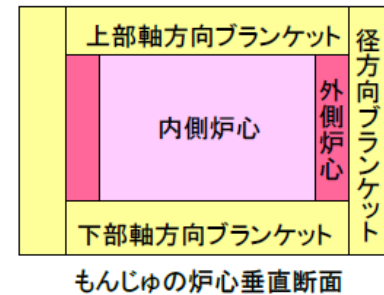 上部軸方向ブランケット
径方向ブランケット
外側炉心
内側炉心
下部軸方向ブランケット
もんじゅの炉心垂直断面